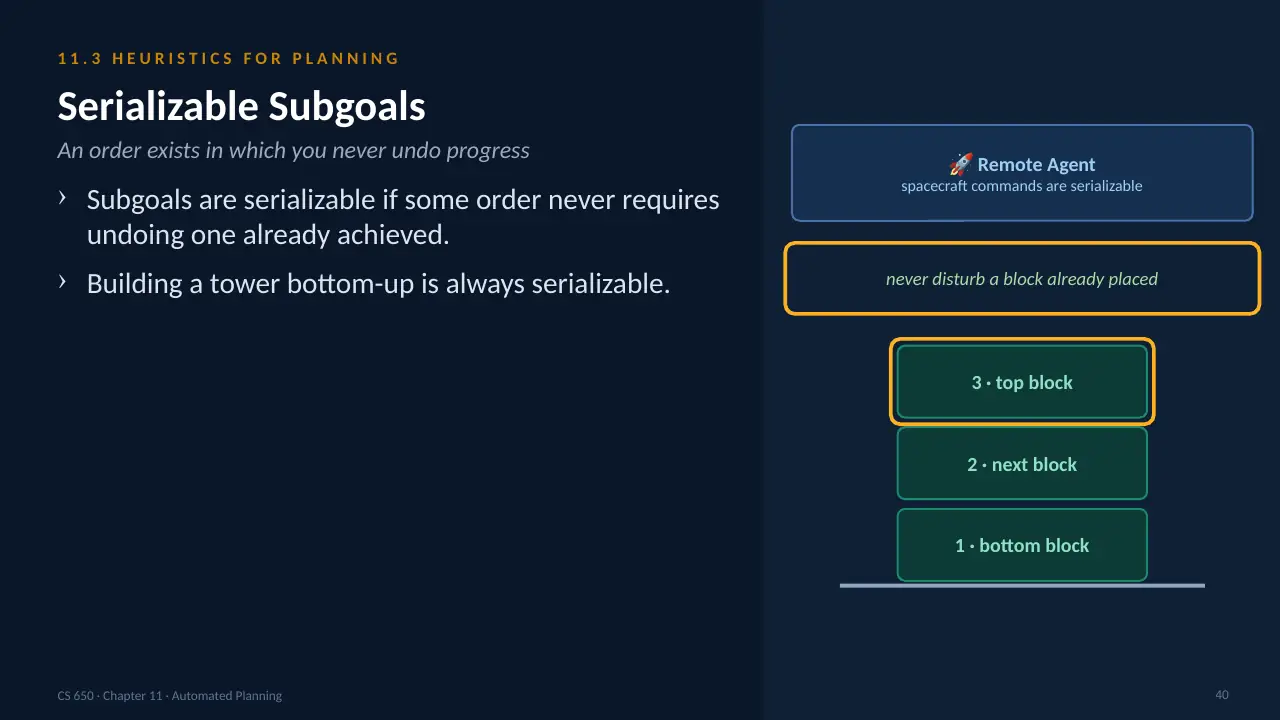 11.3 HEURISTICS FOR PLANNING
Serializable Subgoals
An order exists in which you never undo progress
› Subgoals are serializable if some order never requires
undoing one already achieved.
› Building a tower bottom-up is always serializable.
🚀 Remote Agent
spacecraft commands are serializable
never disturb a block already placed
3 · top block
2 · next block
1 · bottom block
CS 650 · Chapter 11 · Automated Planning
40